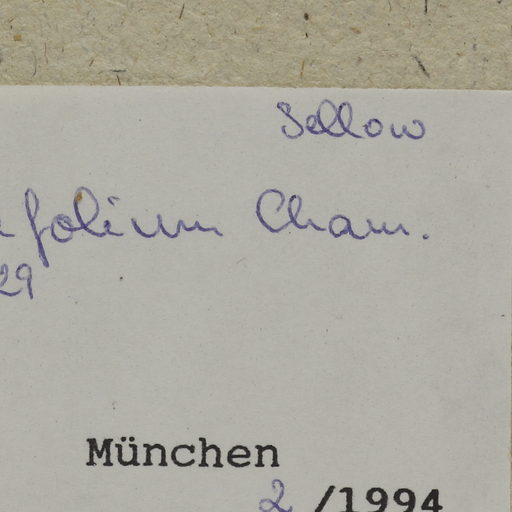 Sellow
folium Cham.
29
München
2 /1994